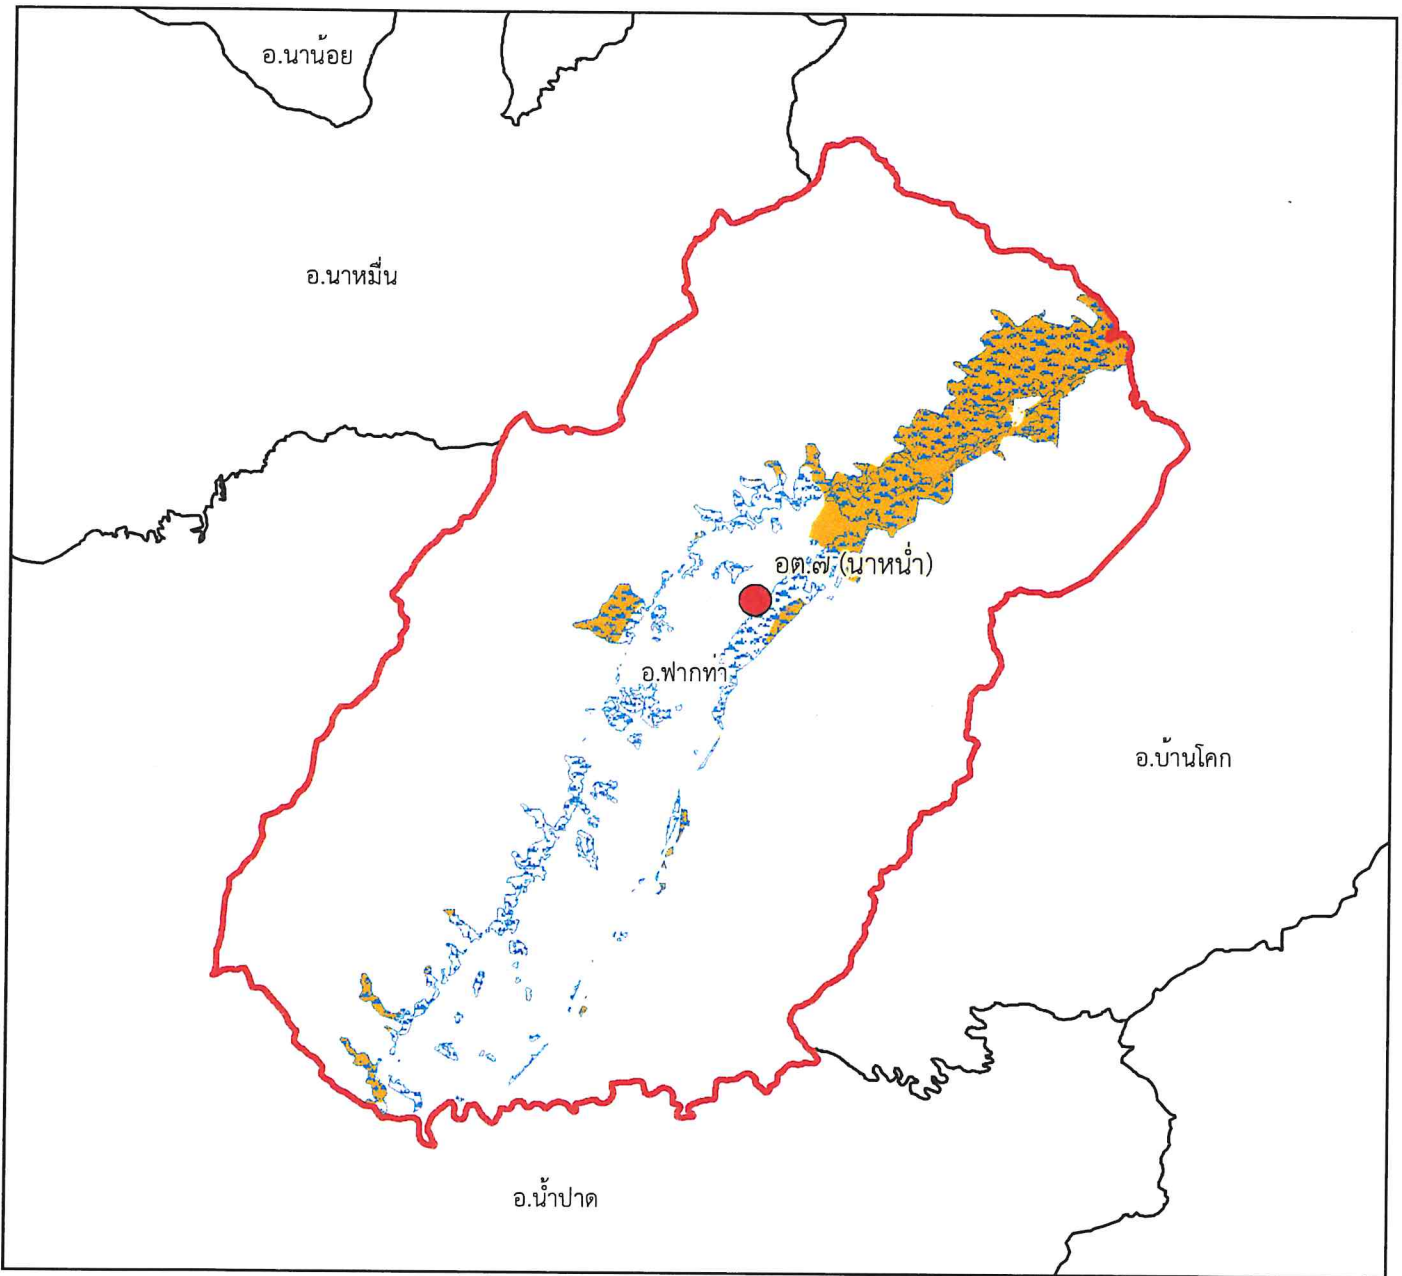 อ.นาน้อย
อ.นาหมื่น
อต.๗ (นาหน่ำ)
อ.ฟากท่า
อ.บ้านโคก
อ.น้ำปาด